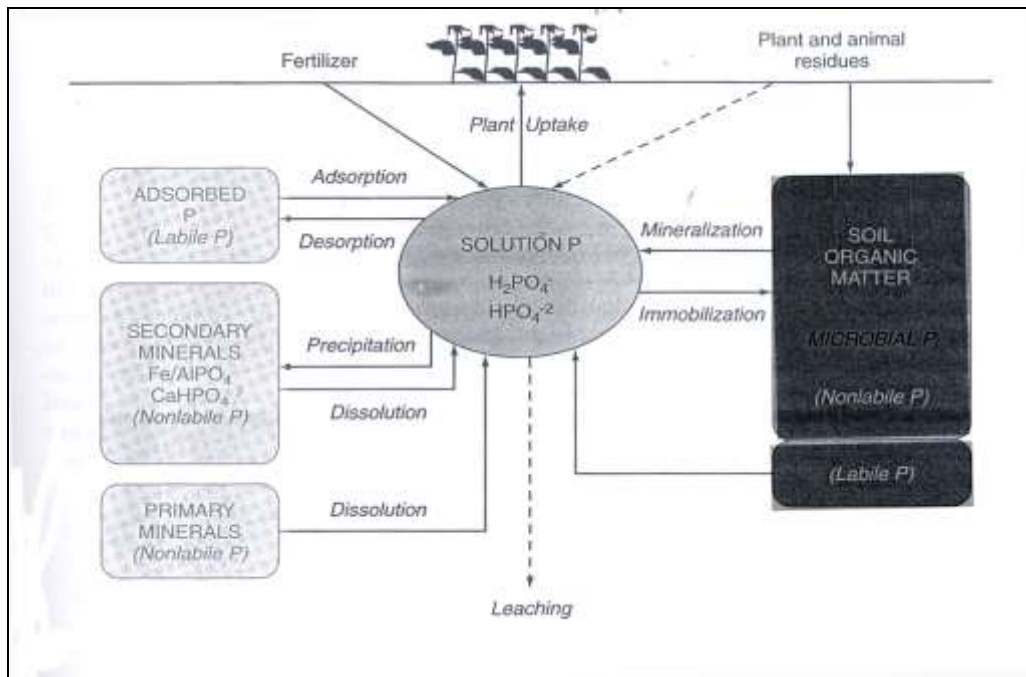 Fertilizer
Plant and animal
residues
Plant Uptake
ADSORBED
P
(Labile P)
Adsorption
Desorption
SOLUTION P
H₂PO₄⁻
HPO₄⁻²
Mineralization
Immobilization
SOIL
ORGANIC
MATTER
MICROBIAL P
(Nonlabile P)
(Labile P)
SECONDARY
MINERALS
Fe/AlPO₄
CaHPO₄
(Nonlabile P)
Precipitation
Dissolution
PRIMARY
MINERALS
(Nonlabile P)
Dissolution
Leaching